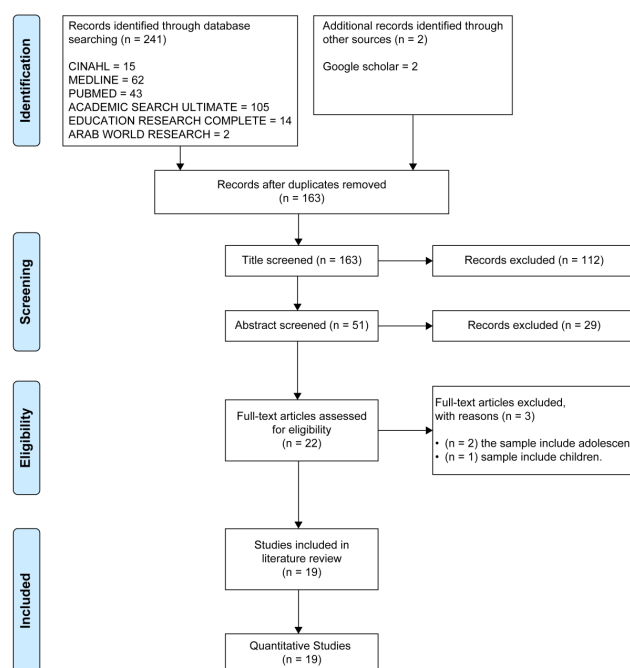 Identification
Records identified through database
searching (n = 241)
CINAHL = 15
MEDLINE = 62
PUBMED = 43
ACADEMIC SEARCH ULTIMATE = 105
EDUCATION RESEARCH COMPLETE = 14
ARAB WORLD RESEARCH = 2
Additional records identified through
other sources (n = 2)
Google scholar = 2
Records after duplicates removed
(n = 163)
Screening
Title screened (n = 163)
Records excluded (n = 112)
Abstract screened (n = 51)
Records excluded (n = 29)
Eligibility
Full-text articles assessed
for eligibility
(n = 22)
Full-text articles excluded,
with reasons (n = 3)
• (n = 2) the sample include adolescen
• (n = 1) sample include children.
Included
Studies included in
literature review
(n = 19)
Quantitative Studies
(n = 19)